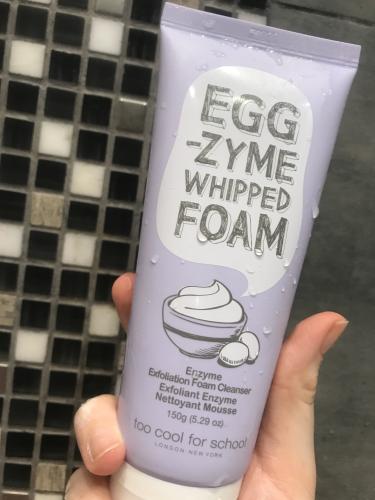 EGG
-ZYME
WHIPPED
FOAM
Enzyme
Exfoliation Foam Cleanser
Exfoliant Enzyme
Nettoyant Mousse
150g (5.29 oz)
too cool for school
LONDON NEW YORK